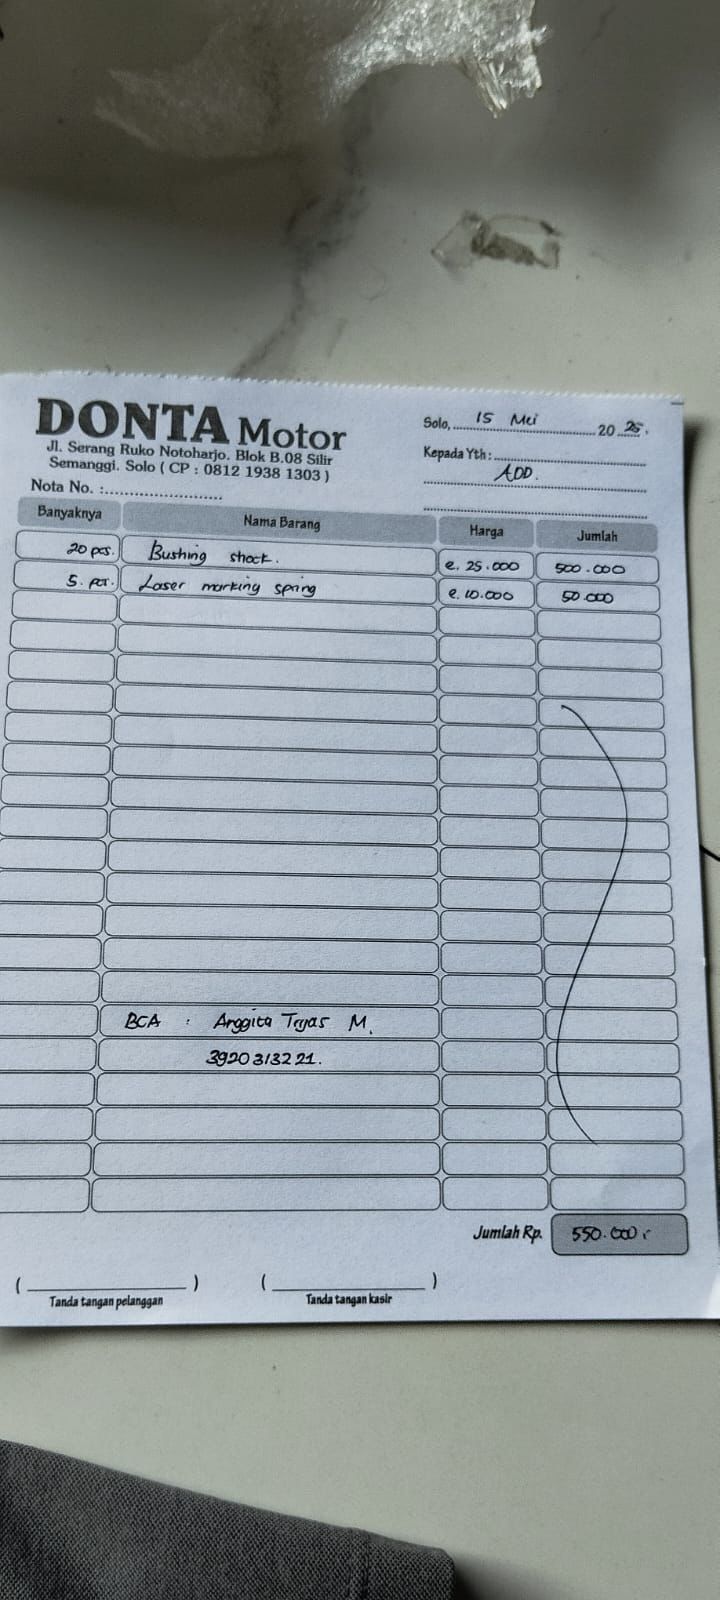 DONTA Motor
Jl. Serang Ruko Notoharjo. Blok B.08 Silir
Semanggi. Solo ( CP : 0812 1938 1303 )
Nota No. :
Solo, 15 Mei 20 25.
Kepada Yth :
ADD.
Banyaknya Nama Barang Harga Jumlah
20 pcs. Bushing shock. @. 25.000 500.000
5. pcs. Laser marking spring @. 10.000 50.000
BCA : Anggita Tryas M.
3920313221.
Jumlah Rp. 550.000
( ) ( )
Tanda tangan pelanggan Tanda tangan kasir